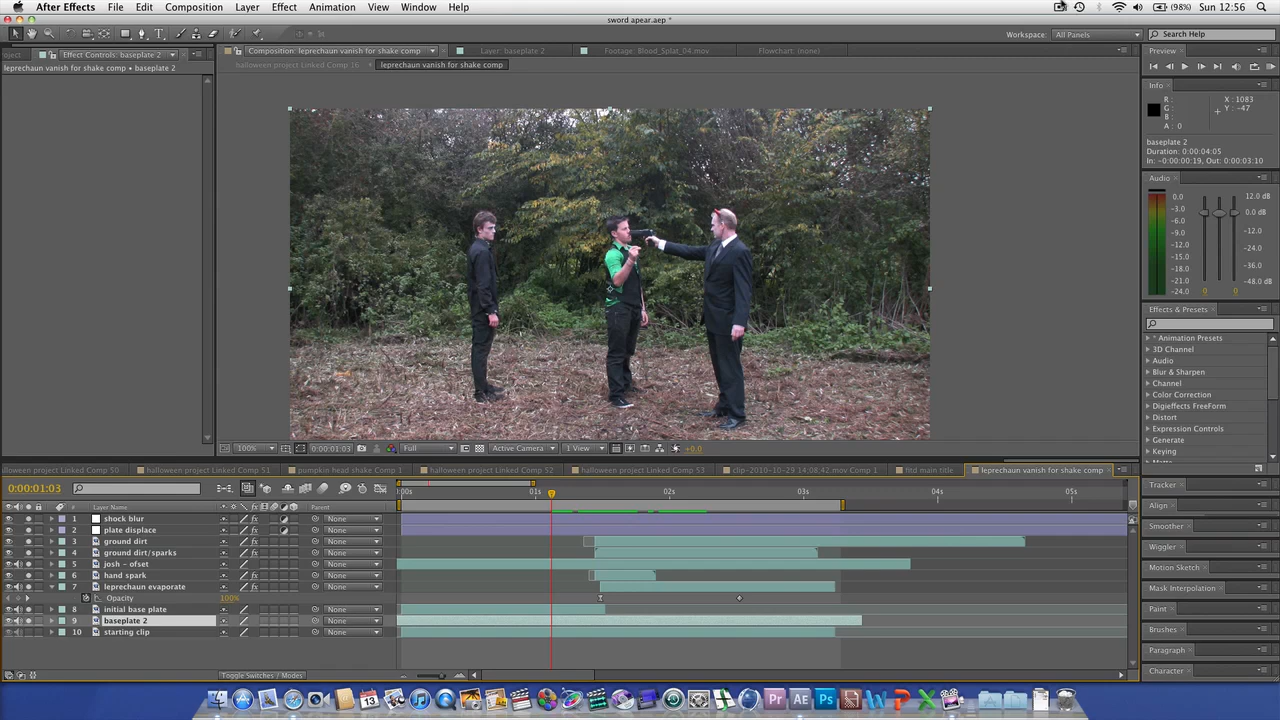 After Effects File Edit Composition Layer Effect Animation View Window Help (98%) Sun 12:56
sword apear.aep *
Workspace: All Panels Search Help
oject Effect Controls: baseplate 2 Composition: leprechaun vanish for shake comp Layer: baseplate 2 Footage: Blood_Splat_04.mov Flowchart: (none) Preview
leprechaun vanish for shake comp • baseplate 2 halloween project Linked Comp 16 leprechaun vanish for shake comp
Info
R: X: 1083
G: Y: -47
B:
A: 0
baseplate 2
Duration: 0:00:04:05
In: -0:00:00:19, Out: 0:00:03:10
Audio
0.0 12.0 dB
-3.0
-6.0 0.0 dB
-9.0
-12.0 -12.0
-15.0 -24.0
-18.0 -36.0
-21.0
-24.0 -48.0 dB
0 0
Effects & Presets
* Animation Presets
3D Channel
Audio
Blur & Sharpen
Channel
Color Correction
Digieffects FreeForm
Distort
Expression Controls
Generate
Keying
100% 0:00:01:03 Full Active Camera 1 View +0.0
halloween project Linked Comp 50 halloween project Linked Comp 51 pumpkin head shake Comp 1 halloween project Linked Comp 52 halloween project Linked Comp 53 clip-2010-10-29 14;08;42.mov Comp 1 ftfd main title leprechaun vanish for shake comp
0:00:01:03 :00s 01s 02s 03s 04s 05s
# Layer Name Parent
1 shock blur None
2 plate displace None
3 ground dirt None
4 ground dirt/sparks None
5 josh - ofset None
6 hand spark None
7 leprechaun evaporate None
Opacity 100%
8 initial base plate None
9 baseplate 2 None
10 starting clip None
Toggle Switches / Modes
Tracker
Align
Smoother
Wiggler
Motion Sketch
Mask Interpolation
Paint
Brushes
Paragraph
Character
13 Pr AE Ps